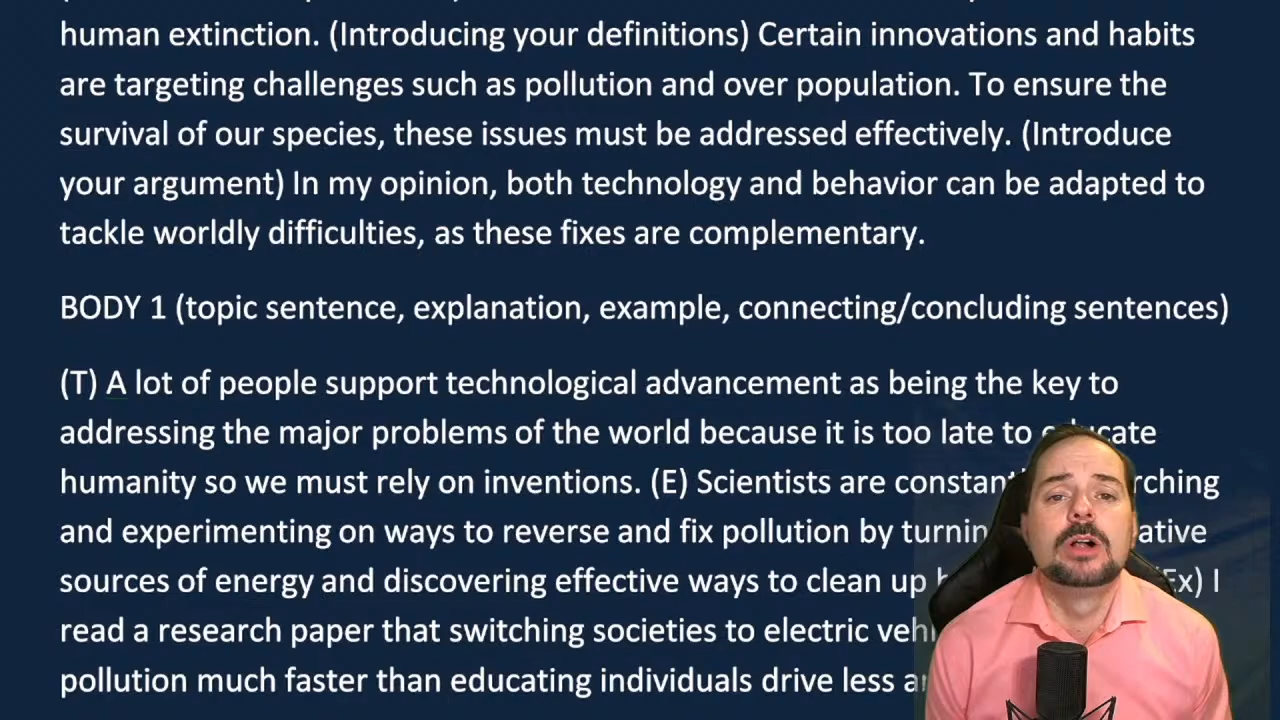 human extinction. (Introducing your definitions) Certain innovations and habits
are targeting challenges such as pollution and over population. To ensure the
survival of our species, these issues must be addressed effectively. (Introduce
your argument) In my opinion, both technology and behavior can be adapted to
tackle worldly difficulties, as these fixes are complementary.
BODY 1 (topic sentence, explanation, example, connecting/concluding sentences)
(T) A lot of people support technological advancement as being the key to
addressing the major problems of the world because it is too late to educate
humanity so we must rely on inventions. (E) Scientists are
and experimenting on ways to reverse and fix pollution by
sources of energy and discovering effective ways to clean up (Ex) I
read a research paper that switching societies to electric
pollution much faster than educating individuals drive less